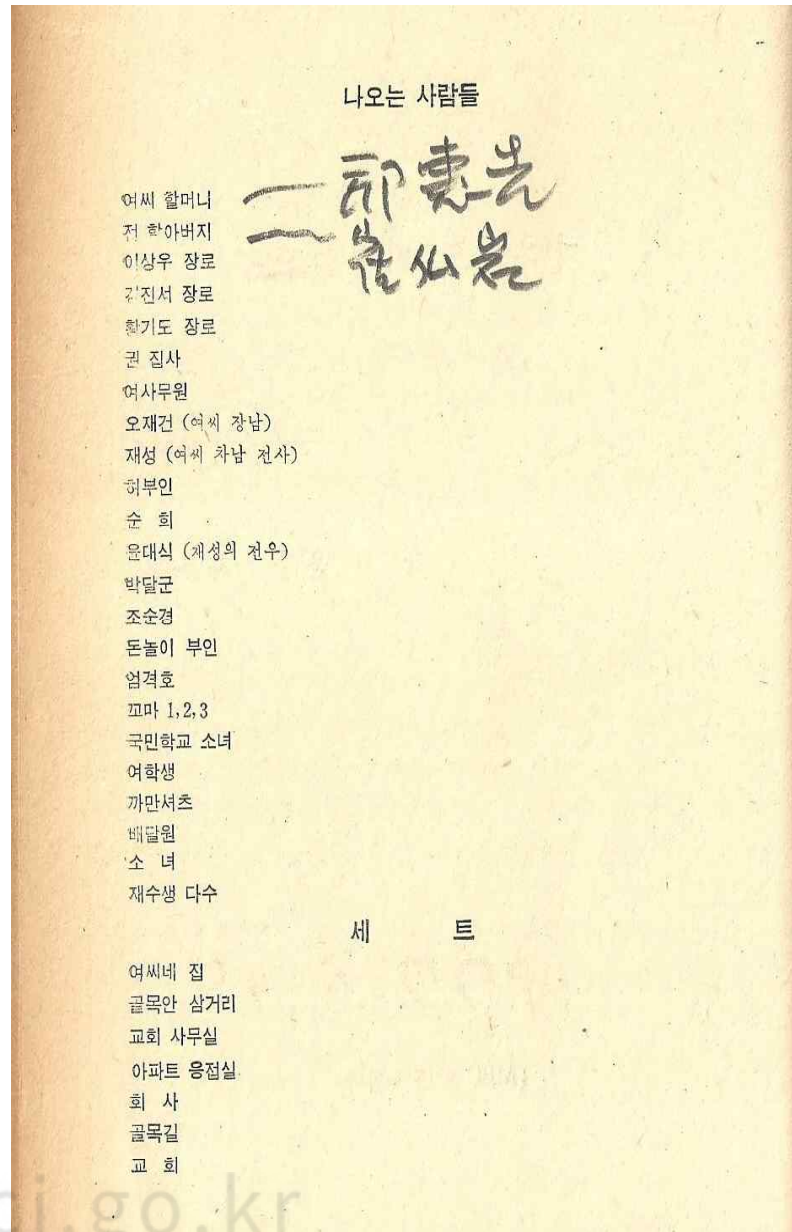 나오는 사람들
여씨 할머니
전 할아버지
이상우 장로
김진서 장로
황기도 장로
권 집사
여사무원
오재건 (여씨 장남)
재성 (여씨 차남 전사)
허부인
순 희
윤대식 (재성의 전우)
박달군
조순경
돈놀이 부인
엄격호
꼬마 1,2,3
국민학교 소녀
여학생
까만셔츠
배달원
소 녀
재수생 다수
세 트
여씨네 집
골목안 삼거리
교회 사무실
아파트 응접실
회 사
골목길
교 회
ci.go.kr